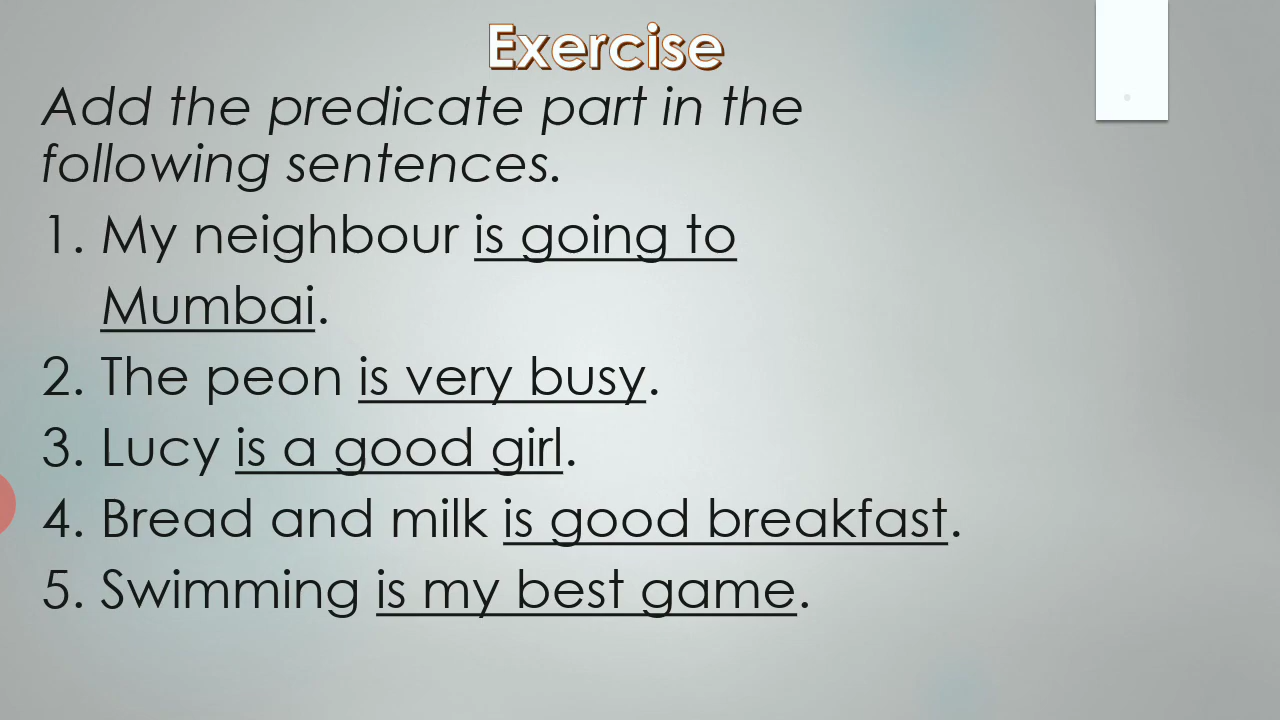 Exercise
Add the predicate part in the
following sentences.
1. My neighbour is going to
Mumbai.
2. The peon is very busy.
3. Lucy is a good girl.
4. Bread and milk is good breakfast.
5. Swimming is my best game.